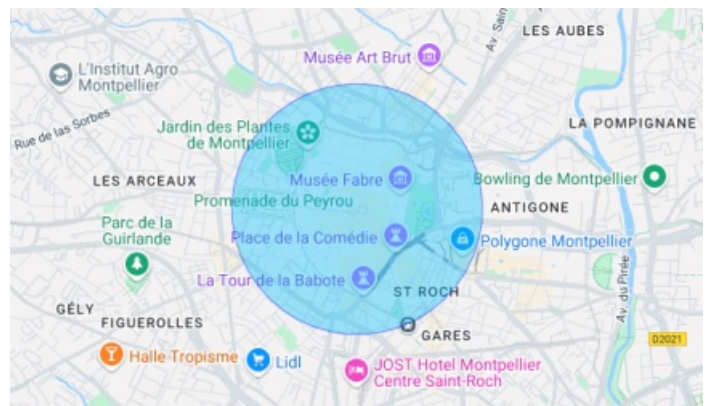 LES AUBES
Av. Sain
Musée Art Brut
L'Institut Agro
Montpellier
Rue de las Sorbes
Jardin des Plantes
de Montpellier
LA POMPIGNANE
LES ARCEAUX
Musée Fabre
Bowling de Montpellier
Promenade du Peyrou
ANTIGONE
Parc de la
Guirlande
Place de la Comédie
Polygone Montpellier
La Tour de la Babote
ST ROCH
Av. du Pirée
GÉLY
FIGUEROLLES
GARES
D2021
Halle Tropisme
Lidl
JOST Hotel Montpellier
Centre Saint-Roch